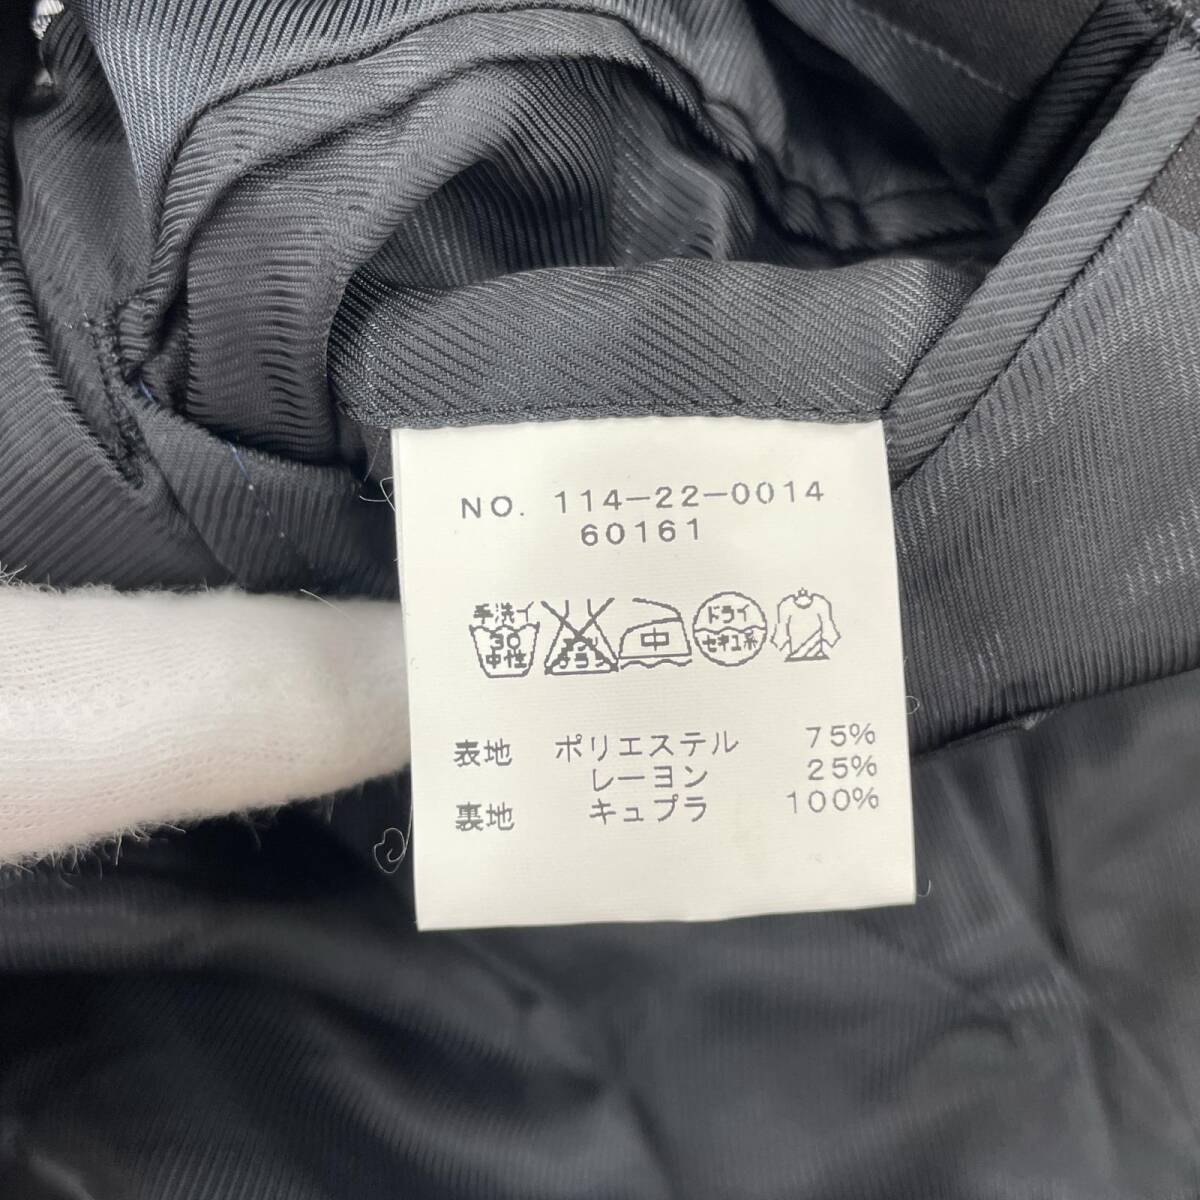 NO. 114-22-0014
60161
手洗イ
30
中性
エンソ
サラシ
中
ドライ
セキユ系
表地 ポリエステル 75%
レーヨン 25%
裏地 キュプラ 100%